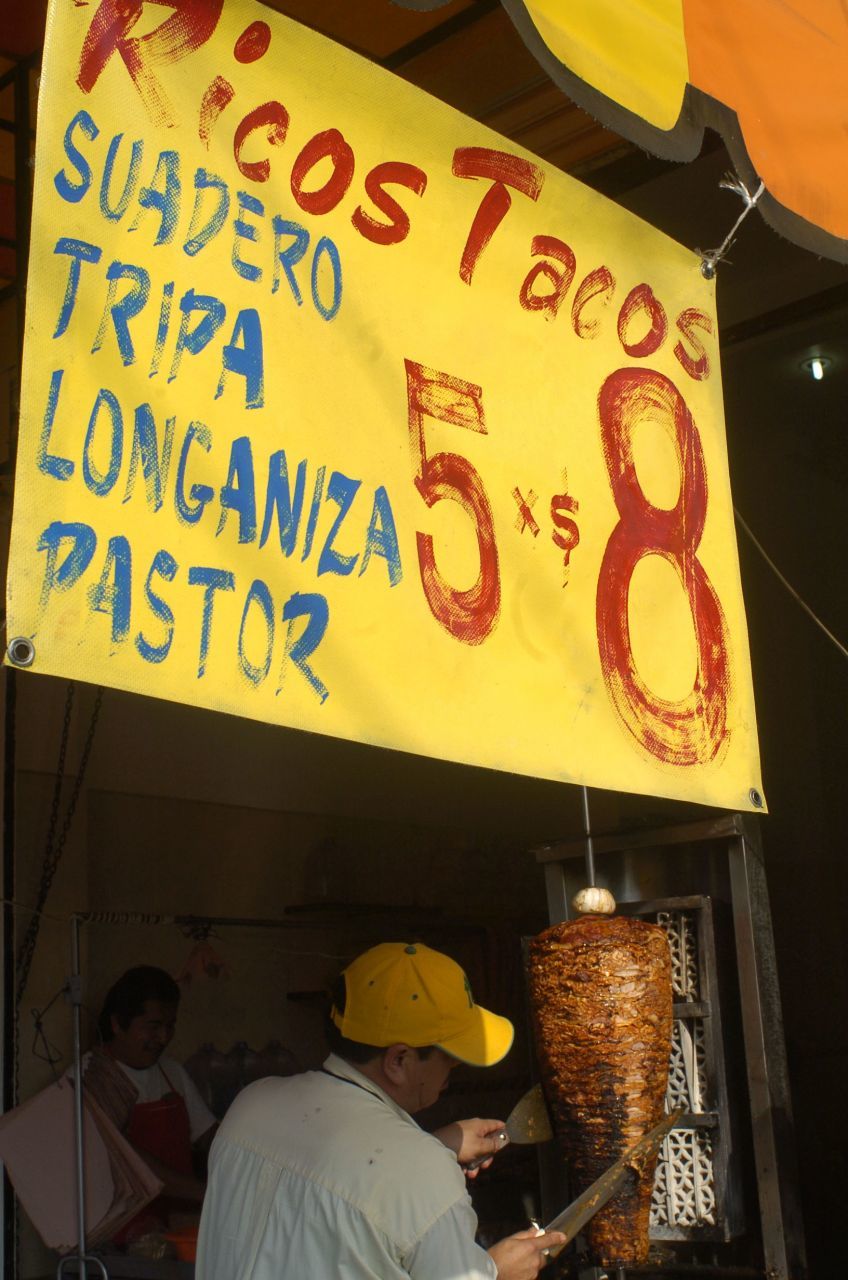 Ricos Tacos
SUADERO
TRIPA
LONGANIZA
PASTOR
5 x $ 8